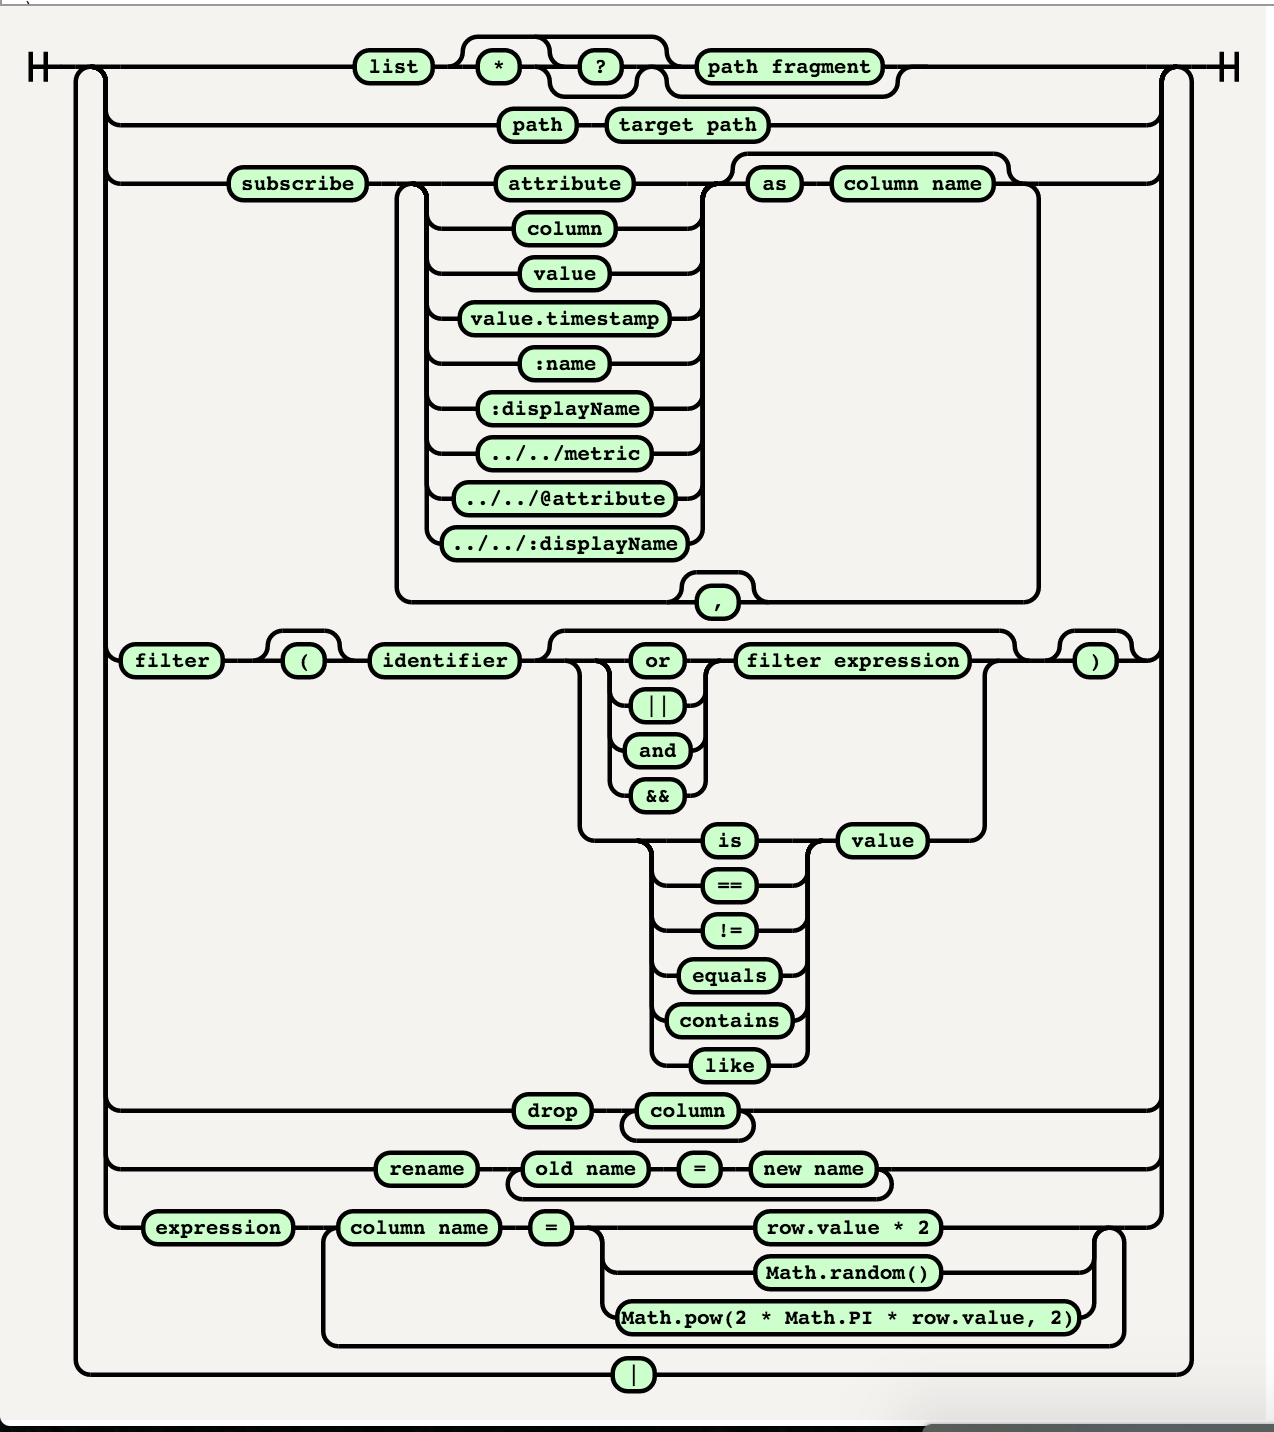 list * ? path fragment
path target path
subscribe attribute as column name
column
value
value.timestamp
:name
:displayName
../../metric
../../@attribute
../../:displayName
,
filter ( identifier or filter expression )
||
and
&&
is value
==
!=
equals
contains
like
drop column
rename old name = new name
expression column name = row.value * 2
Math.random()
Math.pow(2 * Math.PI * row.value, 2)
|